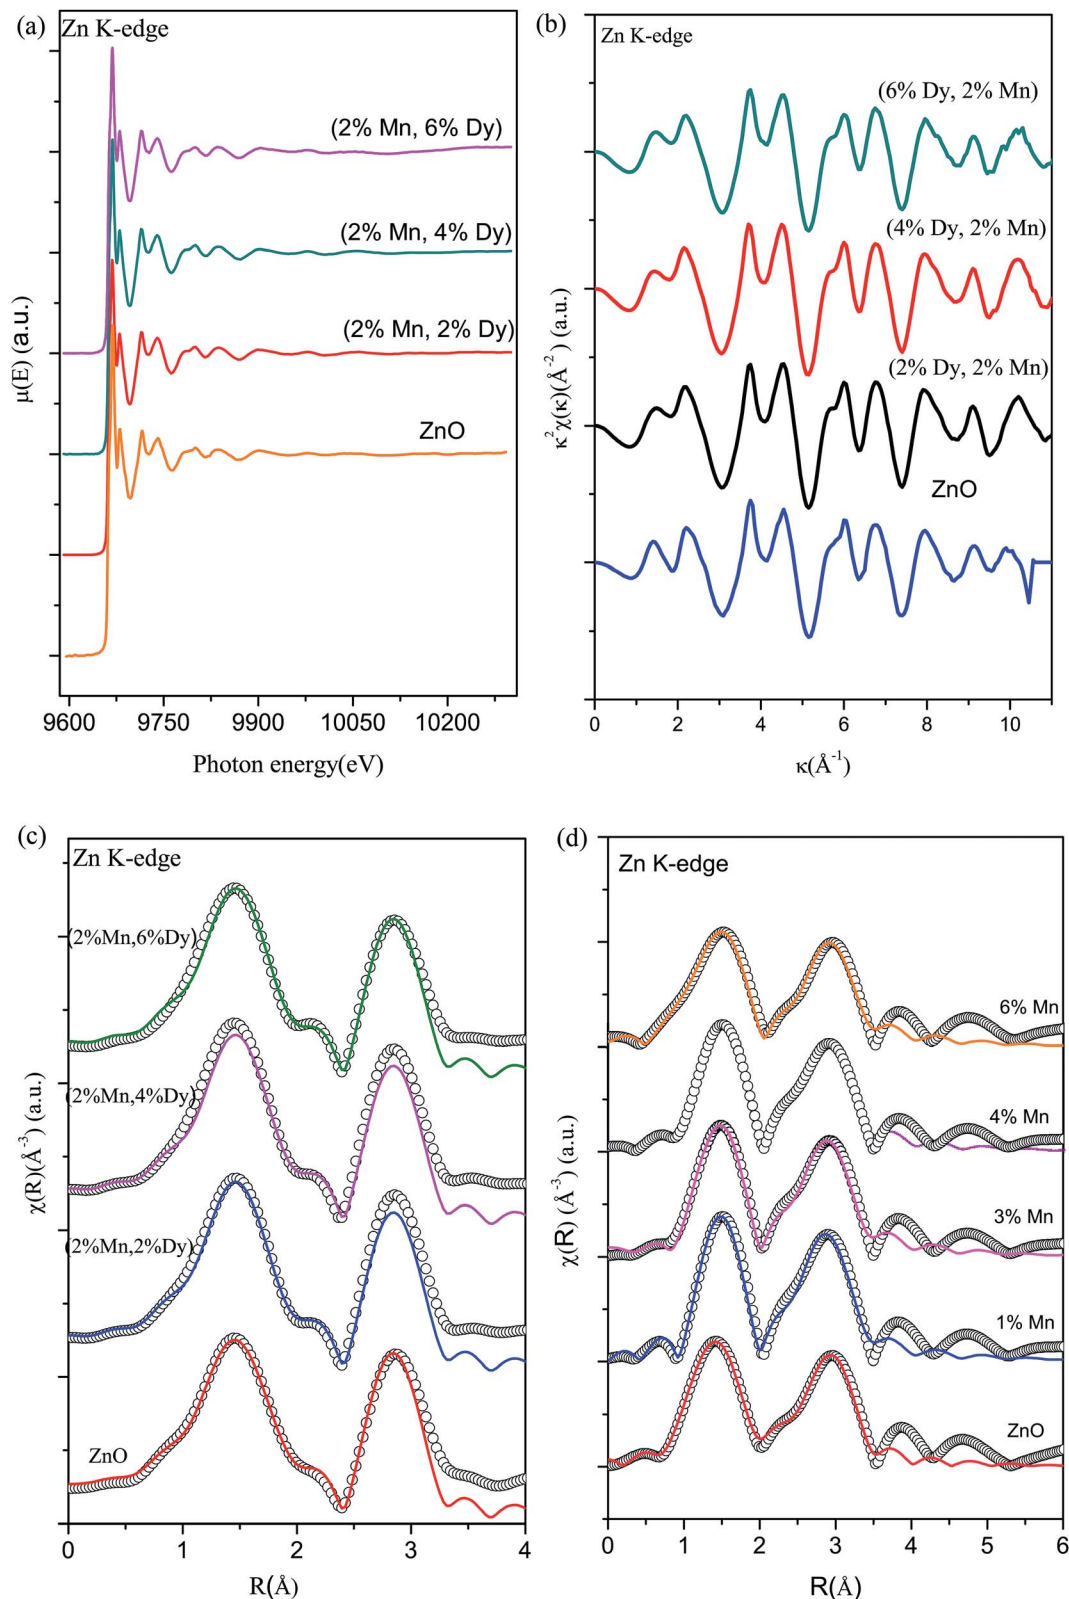 (a)
Zn K-edge
(2% Mn, 6% Dy)
(2% Mn, 4% Dy)
(2% Mn, 2% Dy)
ZnO
μ(E) (a.u.)
9600 9750 9900 10050 10200
Photon energy(eV)
(b)
Zn K-edge
(6% Dy, 2% Mn)
(4% Dy, 2% Mn)
(2% Dy, 2% Mn)
ZnO
κ²χ(κ)(Å⁻²) (a.u.)
0 2 4 6 8 10
κ(Å⁻¹)
(c)
Zn K-edge
(2%Mn,6%Dy)
(2%Mn,4%Dy)
(2%Mn,2%Dy)
ZnO
χ(R)(Å⁻³) (a.u.)
0 1 2 3 4
R(Å)
(d)
Zn K-edge
6% Mn
4% Mn
3% Mn
1% Mn
ZnO
χ(R) (Å⁻³) (a.u.)
0 1 2 3 4 5 6
R(Å)